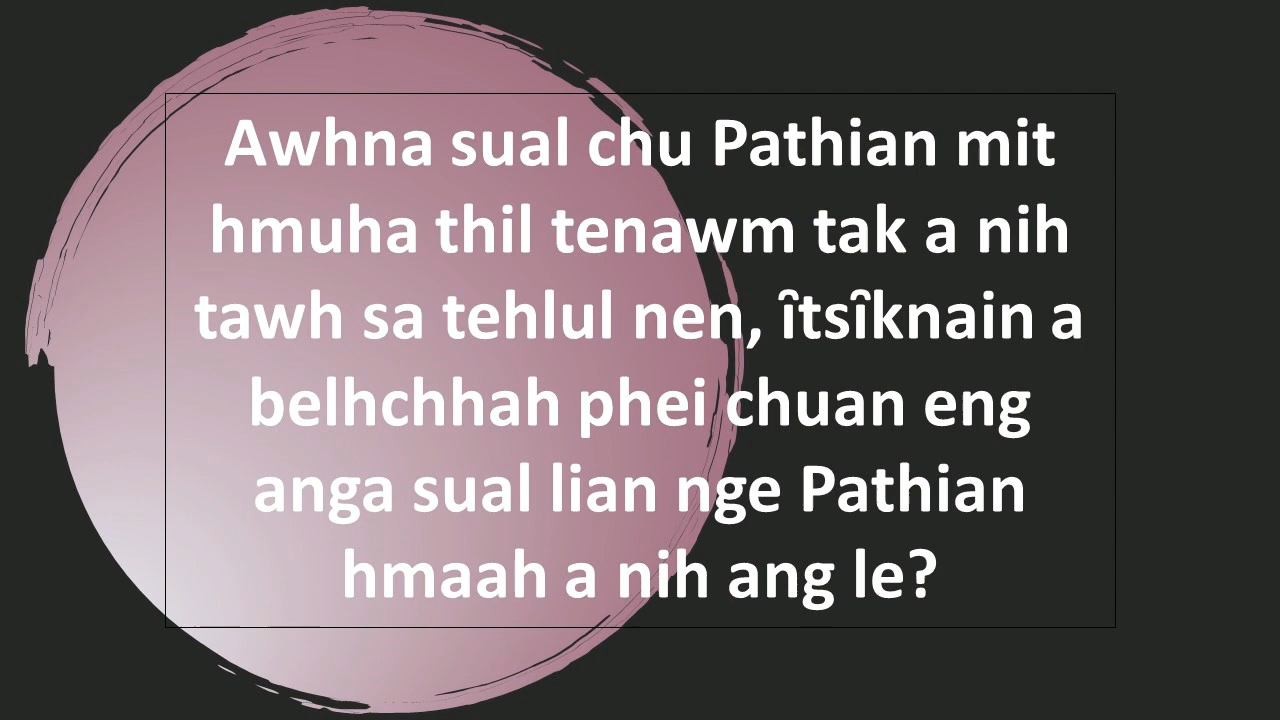 Awhna sual chu Pathian mit
hmuha thil tenawm tak a nih
tawh sa tehlul nen, îtsîknain a
belhchhah phei chuan eng
anga sual lian nge Pathian
hmaah a nih ang le?